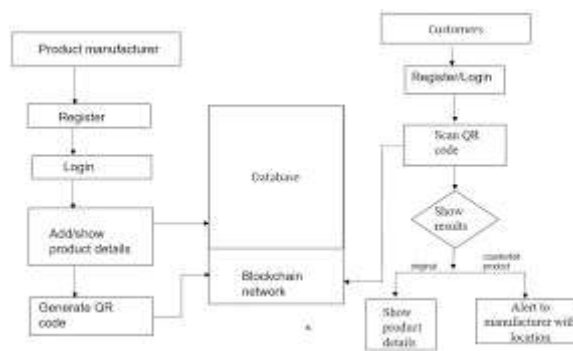 Product manufacturer
Register
Login
Add/show
product details
Generate QR
code
Database
Blockchain
network
Customers
Register/Login
Scan QR
code
Show
results
original
counterfeit
product
Show
product
details
Alert to
manufacturer with
location